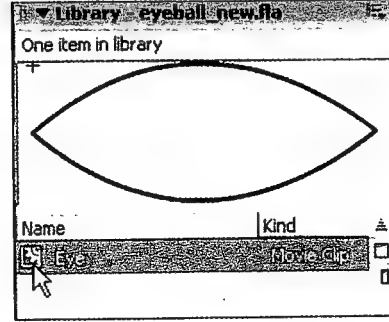 Library eyeball_new.fla
One item in library
Name Kind
Eye Movie Clip